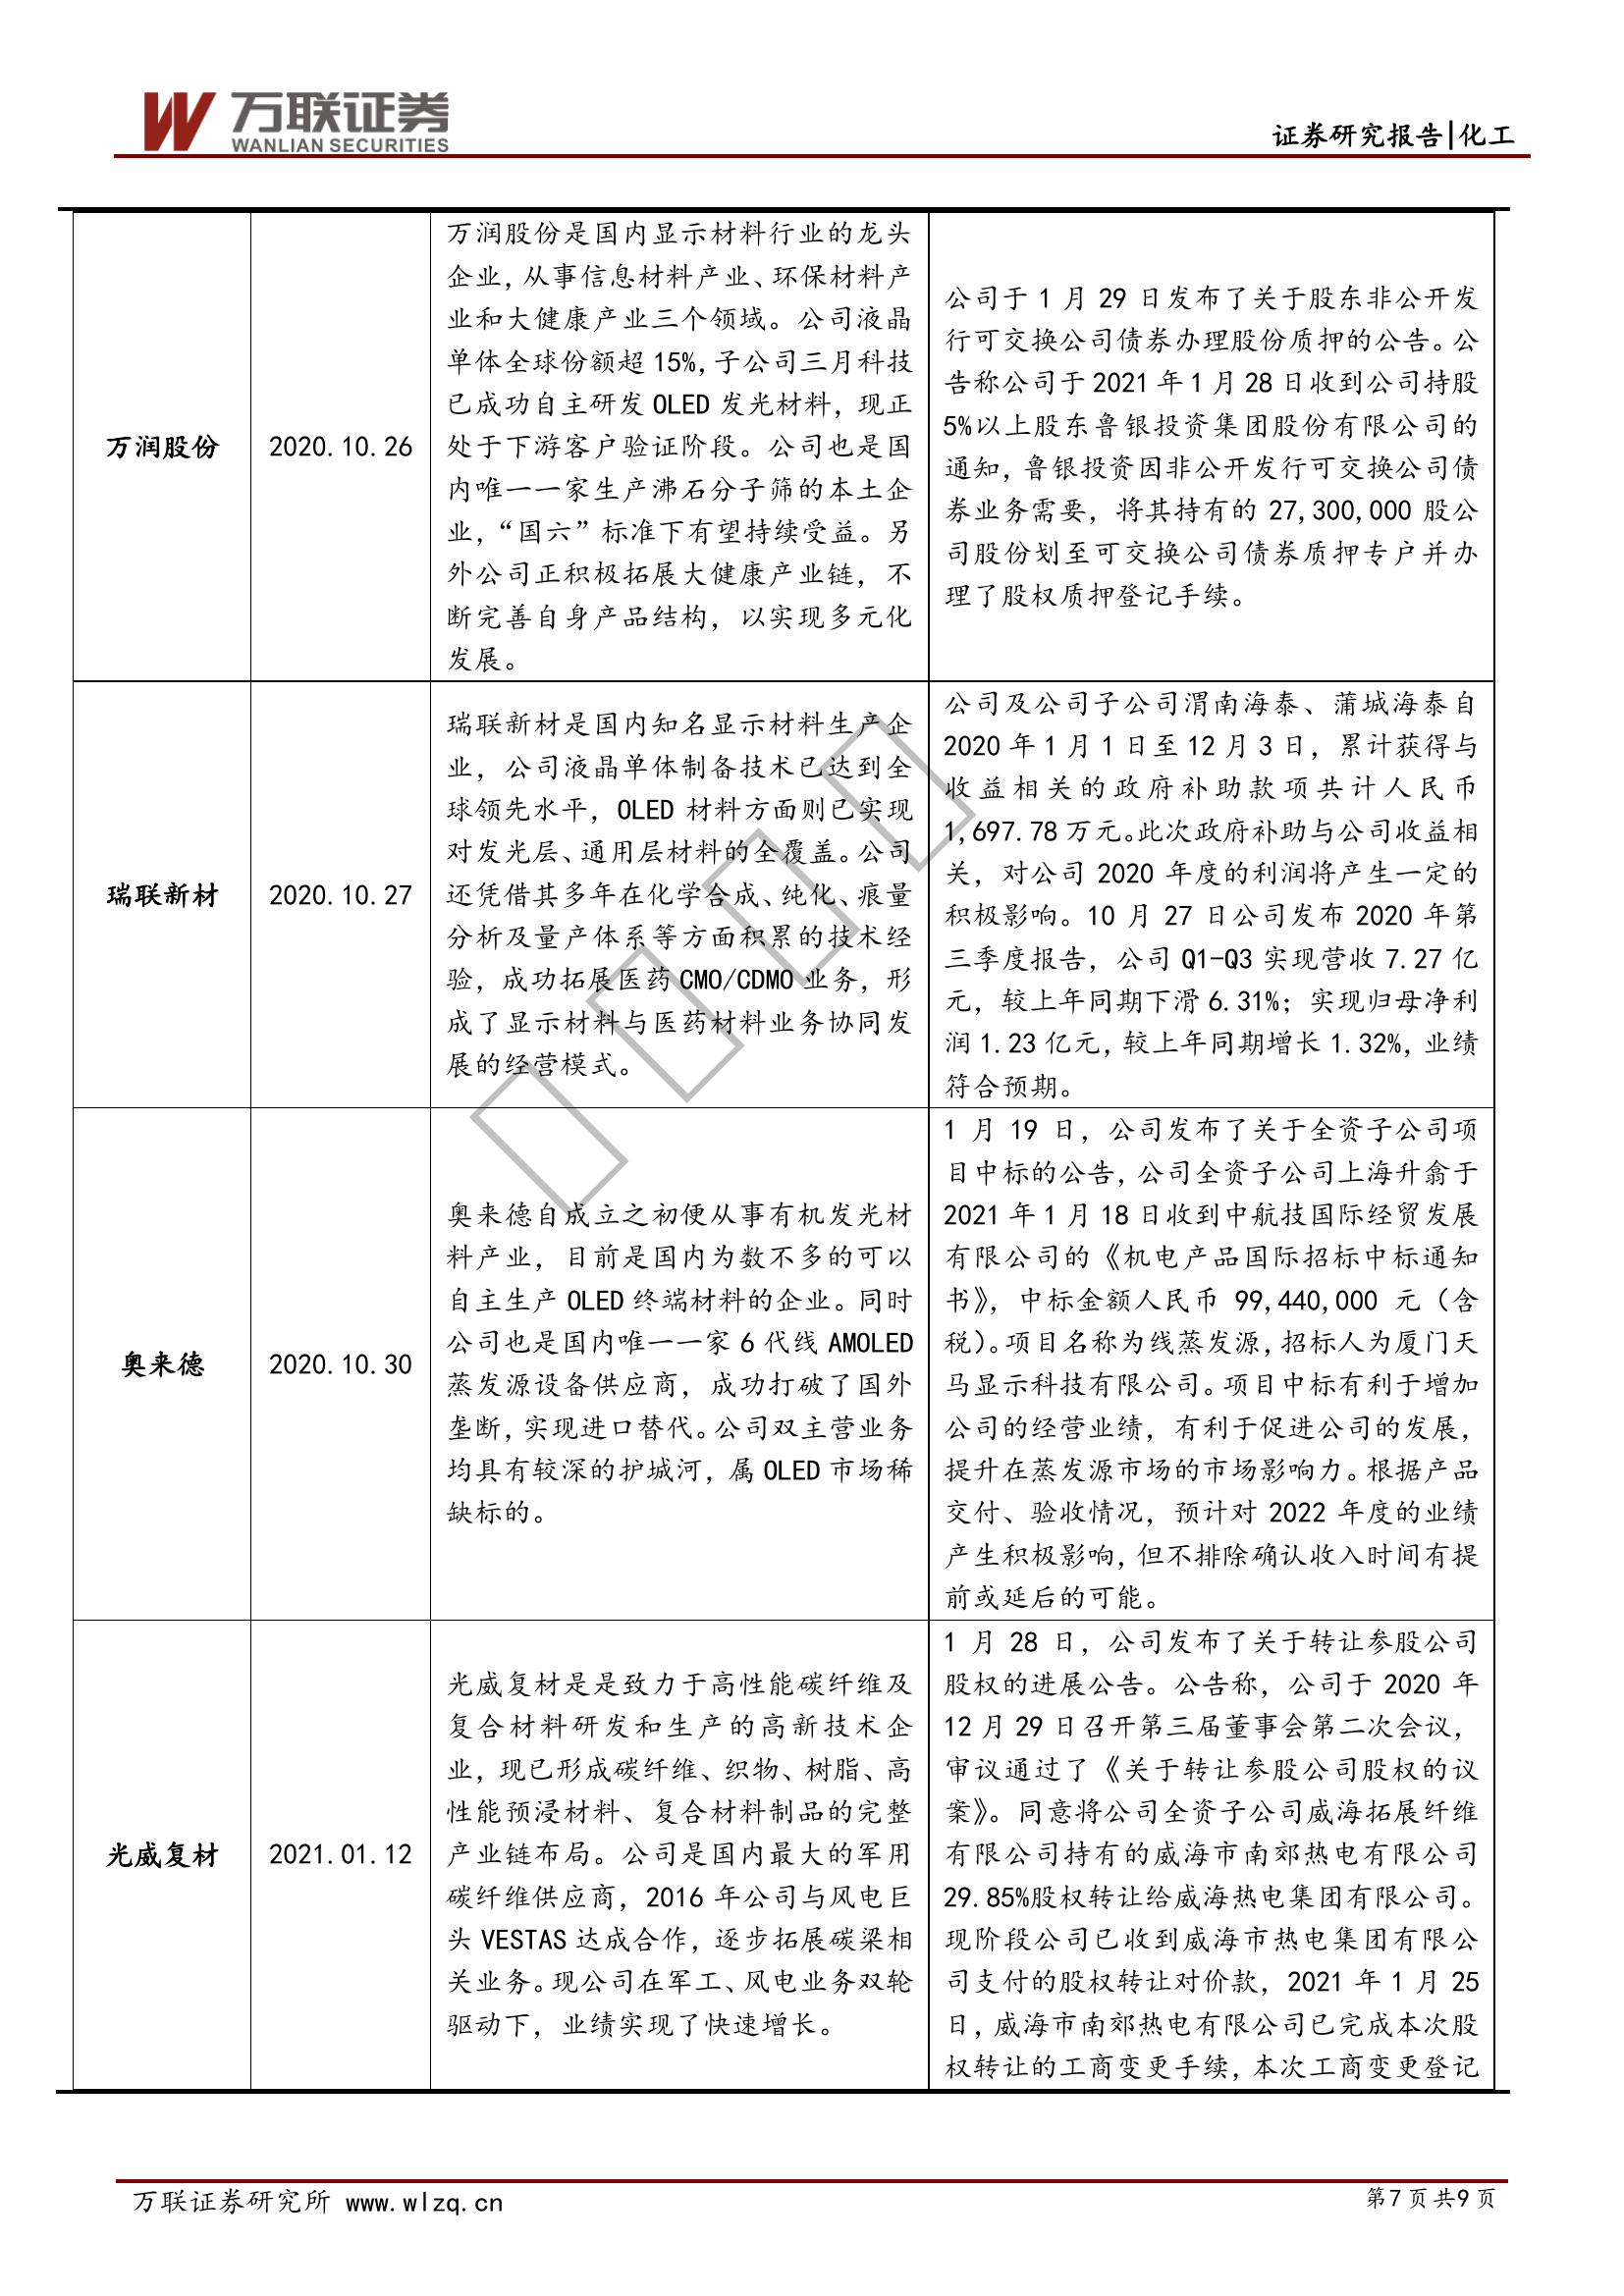 万联证券
WANLIAN SECURITIES
证券研究报告|化工
万润股份
2020.10.26
万润股份是国内显示材料行业的龙头
企业，从事信息材料产业、环保材料产
业和大健康产业三个领域。公司液晶
单体全球份额超 15%，子公司三月科技
已成功自主研发 OLED 发光材料，现正
处于下游客户验证阶段。公司也是国
内唯一一家生产沸石分子筛的本土企
业，“国六”标准下有望持续受益。另
外公司正积极拓展大健康产业链，不
断完善自身产品结构，以实现多元化
发展。
公司于 1 月 29 日发布了关于股东非公开发
行可交换公司债券办理股份质押的公告。公
告称公司于 2021 年 1 月 28 日收到公司持股
5%以上股东鲁银投资集团股份有限公司的
通知，鲁银投资因非公开发行可交换公司债
券业务需要，将其持有的 27,300,000 股公
司股份划至可交换公司债券质押专户并办
理了股权质押登记手续。
瑞联新材
2020.10.27
瑞联新材是国内知名显示材料生产企
业，公司液晶单体制备技术已达到全
球领先水平，OLED 材料方面则已实现
对发光层、通用层材料的全覆盖。公司
还凭借其多年在化学合成、纯化、痕量
分析及量产体系等方面积累的技术经
验，成功拓展医药 CMO/CDMO 业务，形
成了显示材料与医药材料业务协同发
展的经营模式。
公司及公司子公司渭南海泰、蒲城海泰自
2020 年 1 月 1 日至 12 月 3 日，累计获得与
收益相关的政府补助款项共计人民币
1,697.78 万元。此次政府补助与公司收益相
关，对公司 2020 年度的利润将产生一定的
积极影响。10 月 27 日公司发布 2020 年第
三季度报告，公司 Q1-Q3 实现营收 7.27 亿
元，较上年同期下滑 6.31%；实现归母净利
润 1.23 亿元，较上年同期增长 1.32%，业绩
符合预期。
奥来德
2020.10.30
奥来德自成立之初便从事有机发光材
料产业，目前是国内为数不多的可以
自主生产 OLED 终端材料的企业。同时
公司也是国内唯一一家 6 代线 AMOLED
蒸发源设备供应商，成功打破了国外
垄断，实现进口替代。公司双主营业务
均具有较深的护城河，属 OLED 市场稀
缺标的。
1 月 19 日，公司发布了关于全资子公司项
目中标的公告，公司全资子公司上海升翕于
2021 年 1 月 18 日收到中航技国际经贸发展
有限公司的《机电产品国际招标中标通知
书》，中标金额人民币 99,440,000 元（含
税）。项目名称为线蒸发源，招标人为厦门天
马显示科技有限公司。项目中标有利于增加
公司的经营业绩，有利于促进公司的发展，
提升在蒸发源市场的市场影响力。根据产品
交付、验收情况，预计对 2022 年度的业绩
产生积极影响，但不排除确认收入时间有提
前或延后的可能。
光威复材
2021.01.12
光威复材是是致力于高性能碳纤维及
复合材料研发和生产的高新技术企
业，现已形成碳纤维、织物、树脂、高
性能预浸材料、复合材料制品的完整
产业链布局。公司是国内最大的军用
碳纤维供应商，2016 年公司与风电巨
头 VESTAS 达成合作，逐步拓展碳梁相
关业务。现公司在军工、风电业务双轮
驱动下，业绩实现了快速增长。
1 月 28 日，公司发布了关于转让参股公司
股权的进展公告。公告称，公司于 2020 年
12 月 29 日召开第三届董事会第二次会议，
审议通过了《关于转让参股公司股权的议
案》。同意将公司全资子公司威海拓展纤维
有限公司持有的威海市南郊热电有限公司
29.85%股权转让给威海热电集团有限公司。
现阶段公司已收到威海市热电集团有限公
司支付的股权转让对价款，2021 年 1 月 25
日，威海市南郊热电有限公司已完成本次股
权转让的工商变更手续，本次工商变更登记
万联证券研究所 www.wlzq.cn
第 7 页 共 9 页